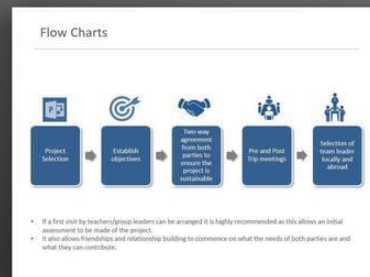 Flow Charts
Project
Selection
Establish
objectives
Two-way
agreement
from both
parties to
ensure the
project is
sustainable
Pre and Post
Trip meetings
Selection of
team leader
locally and
abroad
• If a first visit by teachers/group leaders can be arranged it is highly recommended as this allows an initial
assessment to be made of the project.
• It also allows friendships and relationship building to commence on what the needs of both parties are and
what they can contribute.